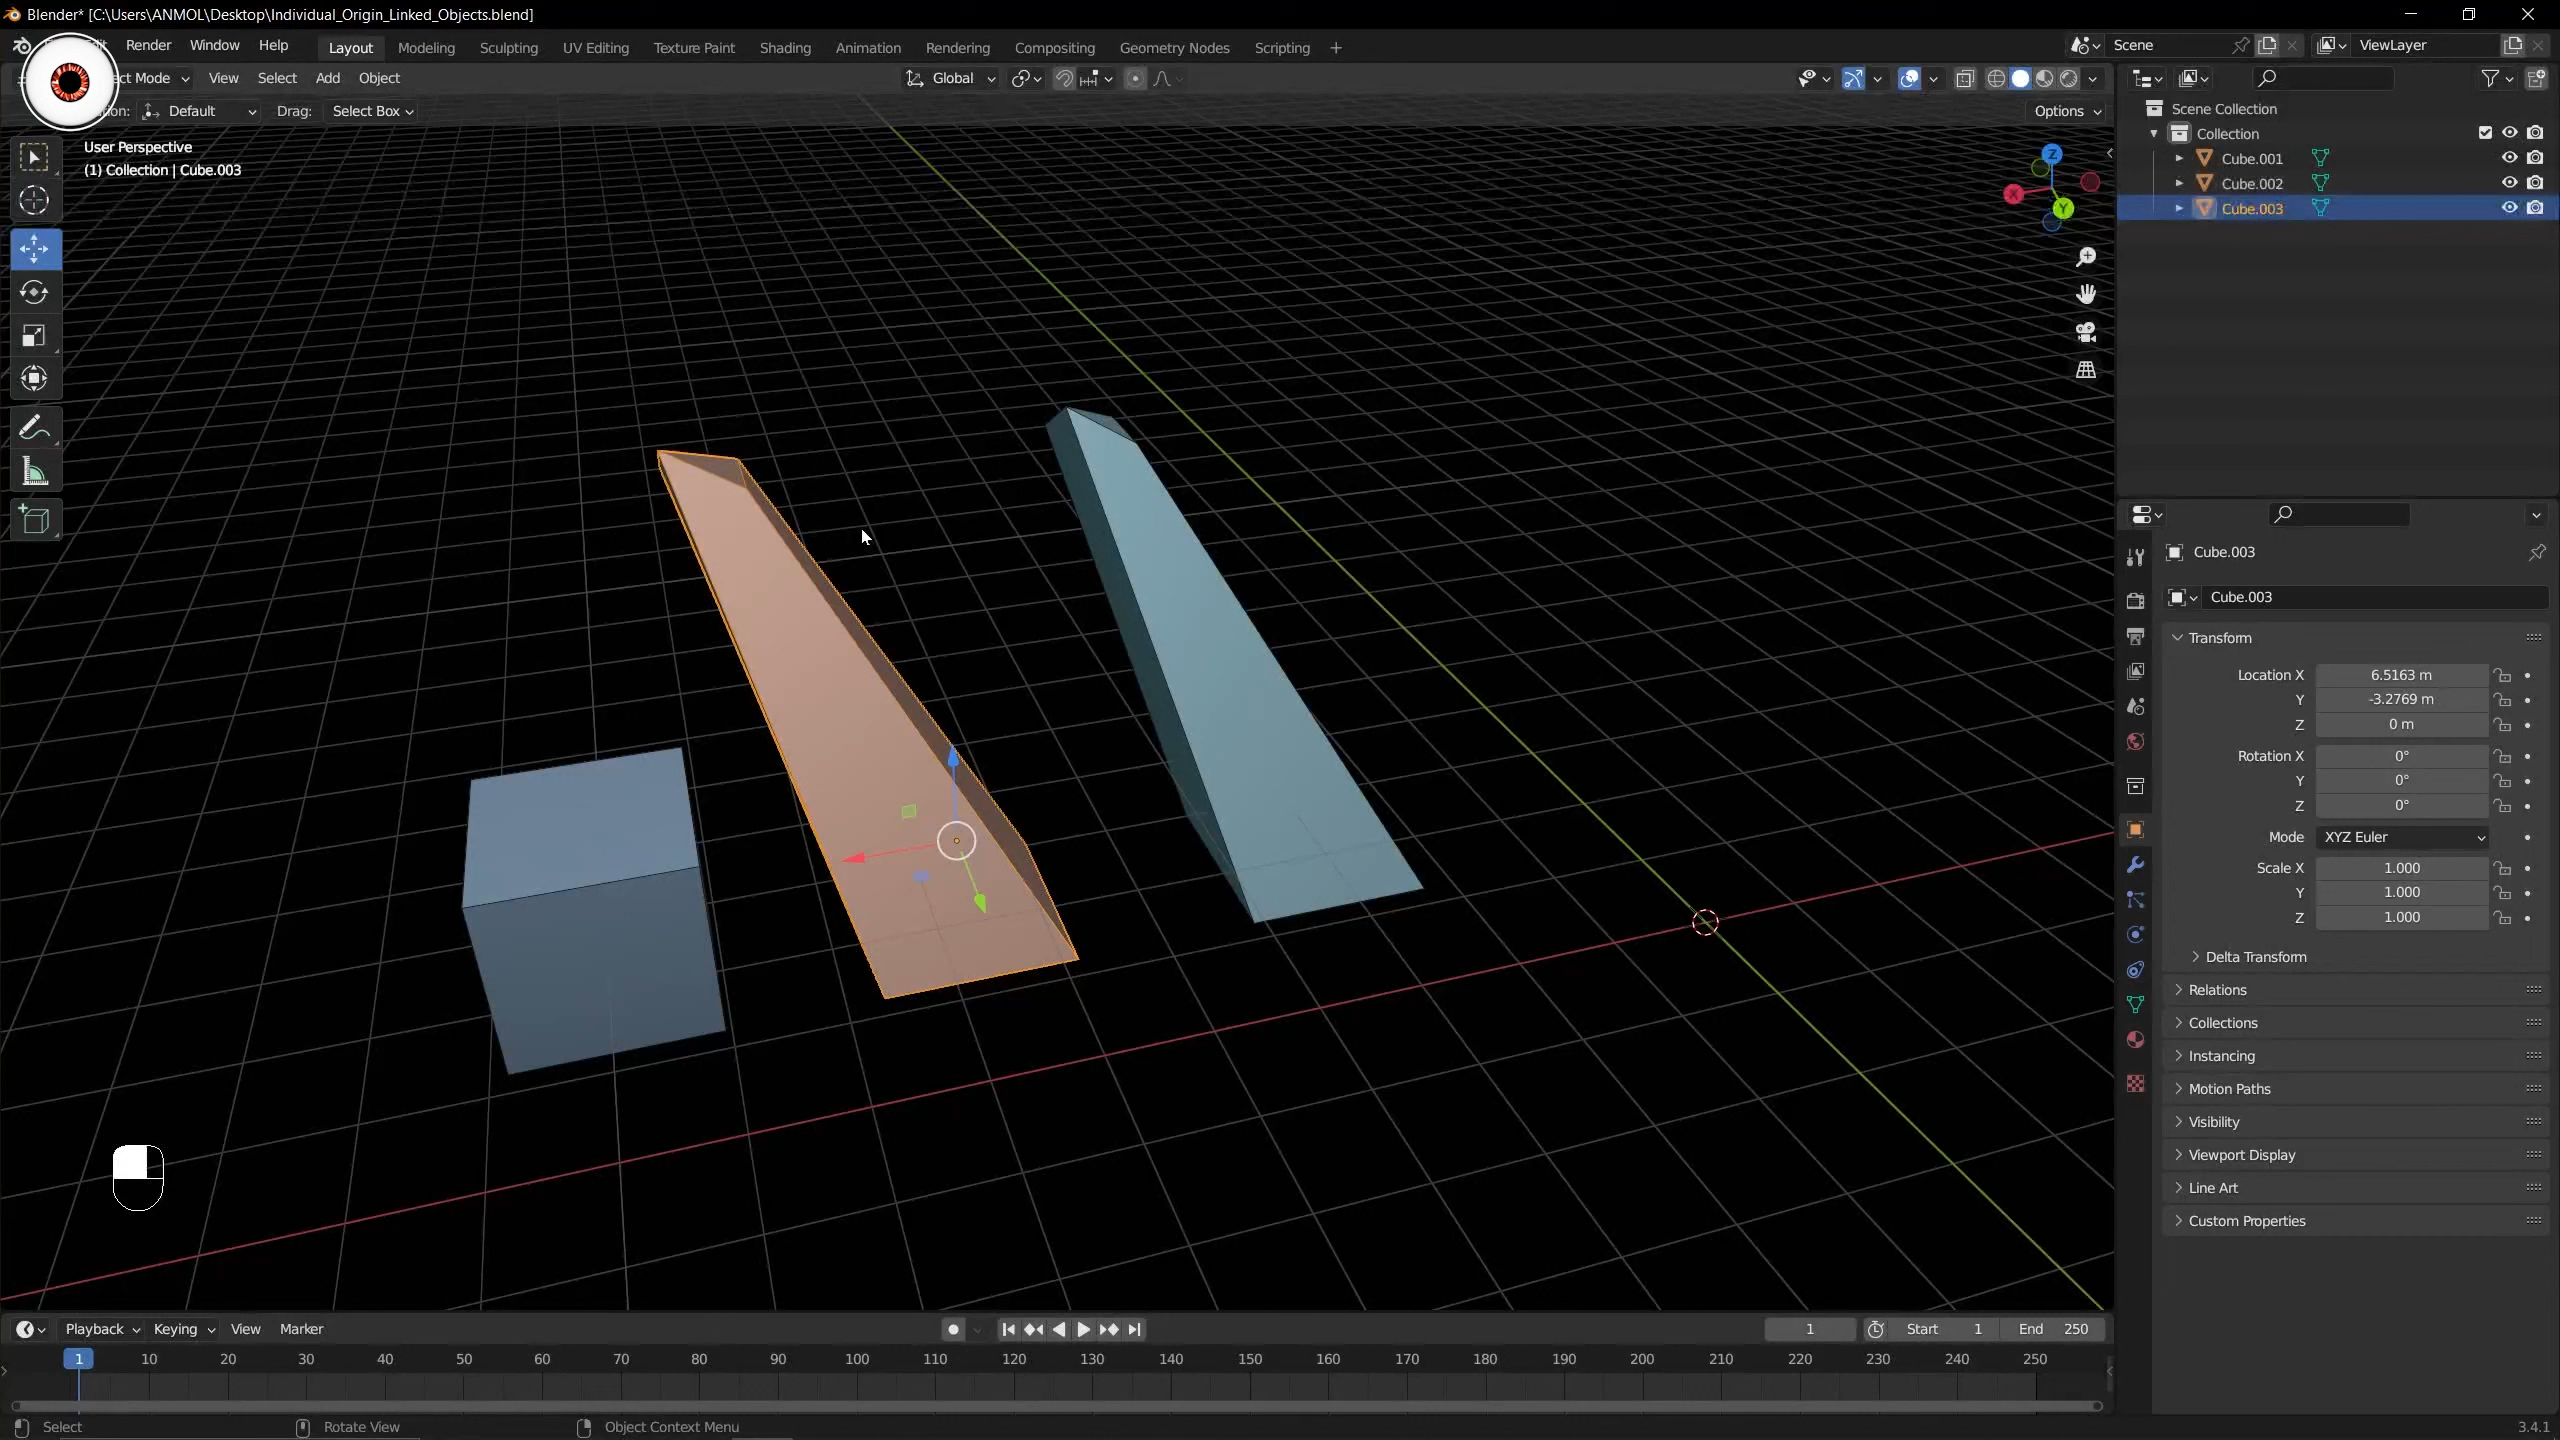 Blender* [C:\Users\ANMOL\Desktop\Individual_Origin_Linked_Objects.blend]
Render Window Help Layout Modeling Sculpting UV Editing Texture Paint Shading Animation Rendering Compositing Geometry Nodes Scripting + Scene ViewLayer
ct Mode View Select Add Object Global
on: Default Drag: Select Box Options
User Perspective
(1) Collection | Cube.003
Z
X
Y
Scene Collection
Collection
Cube.001
Cube.002
Cube.003
Cube.003
Cube.003
Transform
Location X 6.5163 m
Y -3.2769 m
Z 0 m
Rotation X 0°
Y 0°
Z 0°
Mode XYZ Euler
Scale X 1.000
Y 1.000
Z 1.000
Delta Transform
Relations
Collections
Instancing
Motion Paths
Visibility
Viewport Display
Line Art
Custom Properties
Playback Keying View Marker 1 Start 1 End 250
1 10 20 30 40 50 60 70 80 90 100 110 120 130 140 150 160 170 180 190 200 210 220 230 240 250
Select Rotate View Object Context Menu 3.4.1